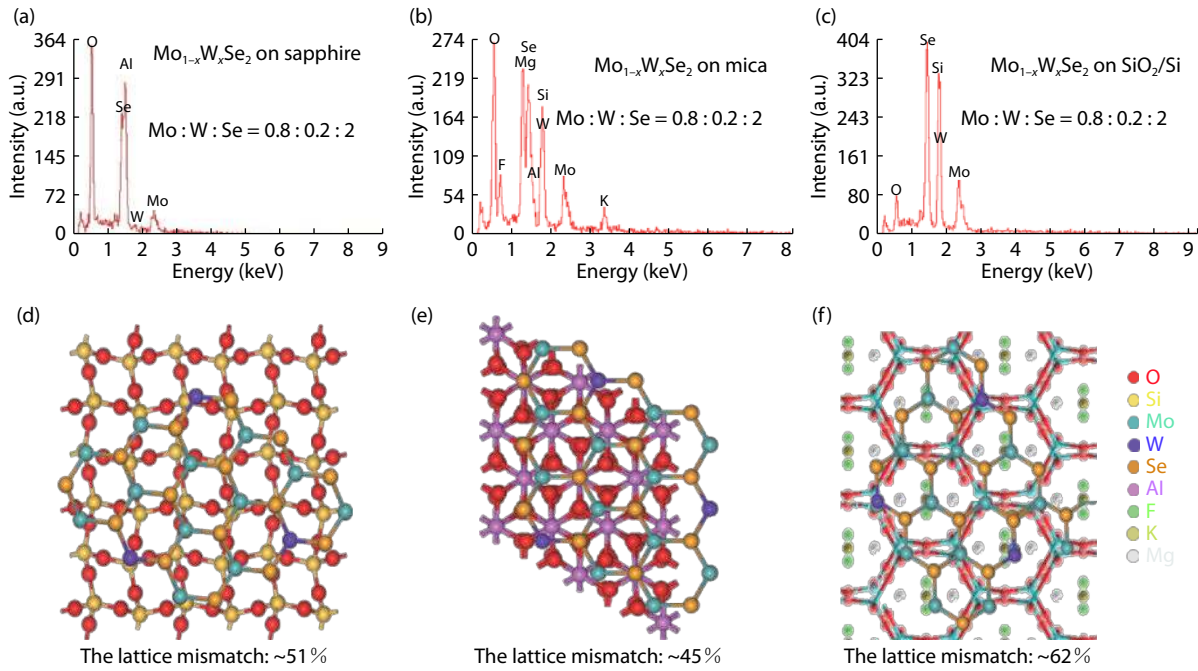 (a)
364
291
218
145
72
0
Intensity (a.u.)
O
Al
Se
W
Mo
Mo1−xWxSe2 on sapphire
Mo : W : Se = 0.8 : 0.2 : 2
0 1 2 3 4 5 6 7 8 9
Energy (keV)
(b)
274
219
164
109
54
0
Intensity (a.u.)
O
F
Se
Mg
Al
Si
W
Mo
K
Mo1−xWxSe2 on mica
Mo : W : Se = 0.8 : 0.2 : 2
0 1 2 3 4 5 6 7 8
Energy (keV)
(c)
404
323
242
161
80
0
Intensity (a.u.)
O
Se
Si
W
Mo
Mo1−xWxSe2 on SiO2/Si
Mo : W : Se = 0.8 : 0.2 : 2
0 1 2 3 4 5 6 7 8 9
Energy (keV)
(d)
The lattice mismatch: ~51%
(e)
The lattice mismatch: ~45%
(f)
The lattice mismatch: ~62%
O
Si
Mo
W
Se
Al
F
K
Mg